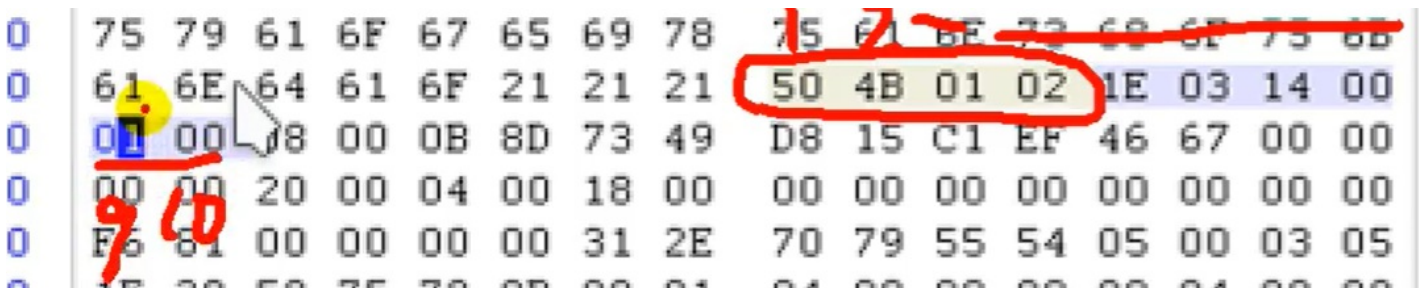 0 75 79 61 6F 67 65 69 78 75 61 6E 73 68 6F 75 6B
0 61 6E 64 61 6F 21 21 21 50 4B 01 02 1E 03 14 00
0 01 00 08 00 0B 8D 73 49 D8 15 C1 EF 46 67 00 00
0 00 00 20 00 04 00 18 00 00 00 00 00 00 00 00 00
0 F6 81 00 00 00 00 31 2E 70 79 55 54 05 00 03 05
9 10